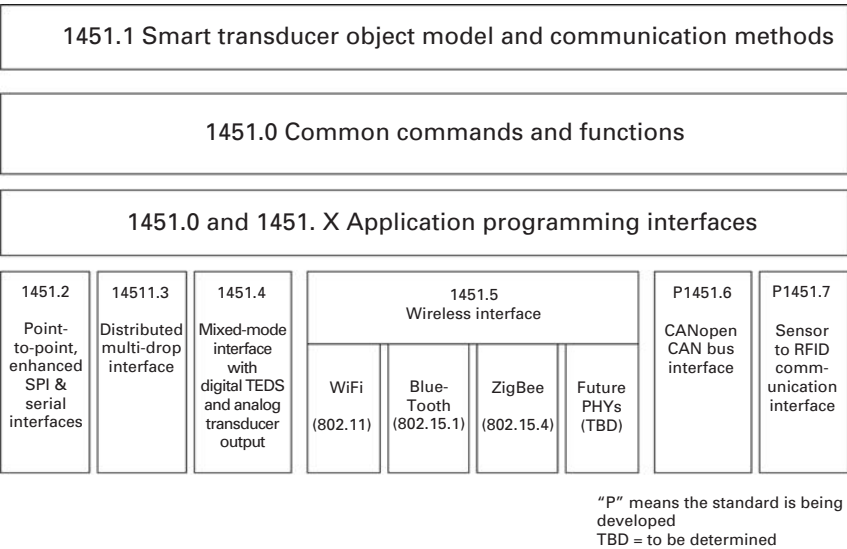 1451.1 Smart transducer object model and communication methods
1451.0 Common commands and functions
1451.0 and 1451. X Application programming interfaces
1451.2
Point-
to-point,
enhanced
SPI &
serial
interfaces
14511.3
Distributed
multi-drop
interface
1451.4
Mixed-mode
interface
with
digital TEDS
and analog
transducer
output
1451.5
Wireless interface
WiFi
(802.11)
Blue-
Tooth
(802.15.1)
ZigBee
(802.15.4)
Future
PHYs
(TBD)
P1451.6
CANopen
CAN bus
interface
P1451.7
Sensor
to RFID
comm-
unication
interface
“P” means the standard is being
developed
TBD = to be determined